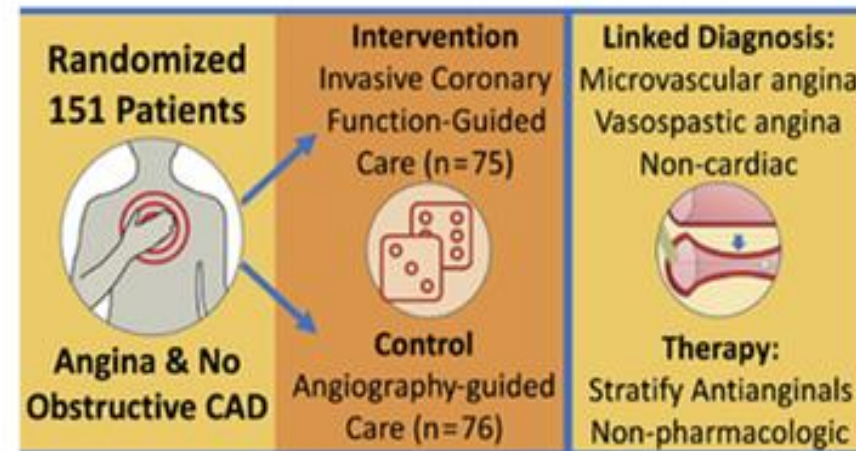 Randomized
151 Patients
Angina & No
Obstructive CAD
Intervention
Invasive Coronary
Function-Guided
Care (n=75)
Control
Angiography-guided
Care (n=76)
Linked Diagnosis:
Microvascular angina
Vasospastic angina
Non-cardiac
Therapy:
Stratify Antianginals
Non-pharmacologic